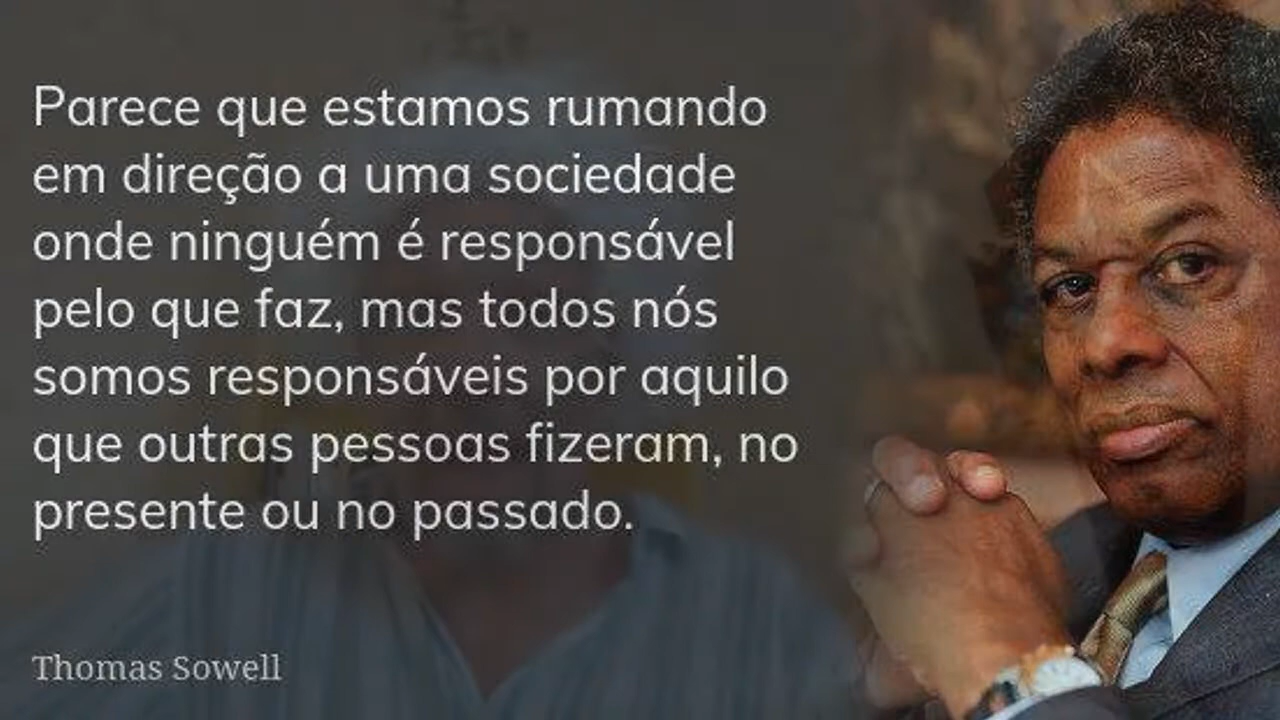 Parece que estamos rumando
em direção a uma sociedade
onde ninguém é responsável
pelo que faz, mas todos nós
somos responsáveis por aquilo
que outras pessoas fizeram, no
presente ou no passado.
Thomas Sowell